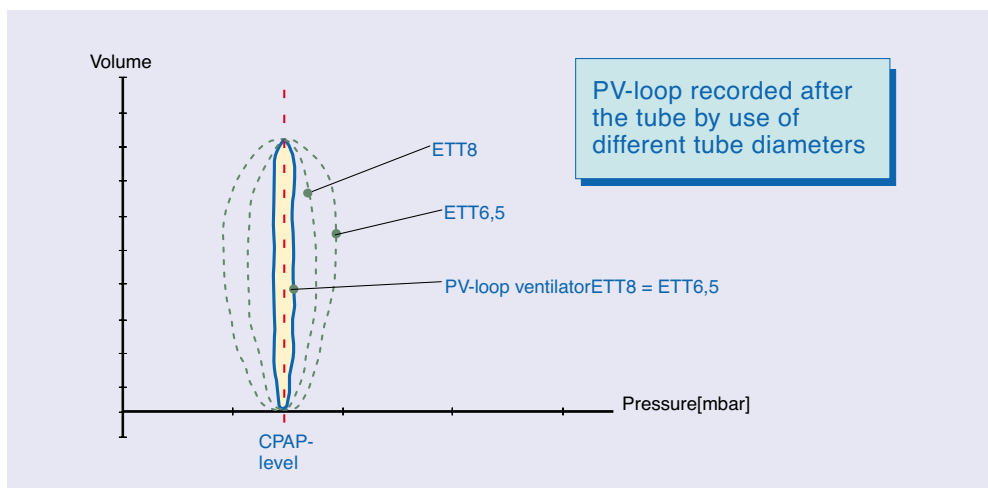 Volume
PV-loop recorded after
the tube by use of
different tube diameters
ETT8
ETT6,5
PV-loop ventilatorETT8 = ETT6,5
Pressure[mbar]
CPAP-
level